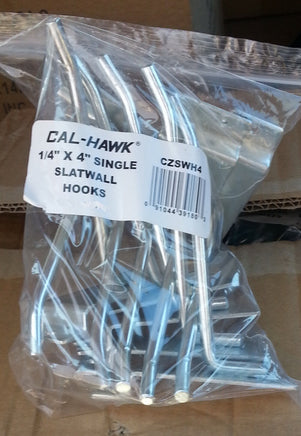 CAL-HAWK®
1/4" X 4" SINGLE
SLATWALL
HOOKS
CZSWH4